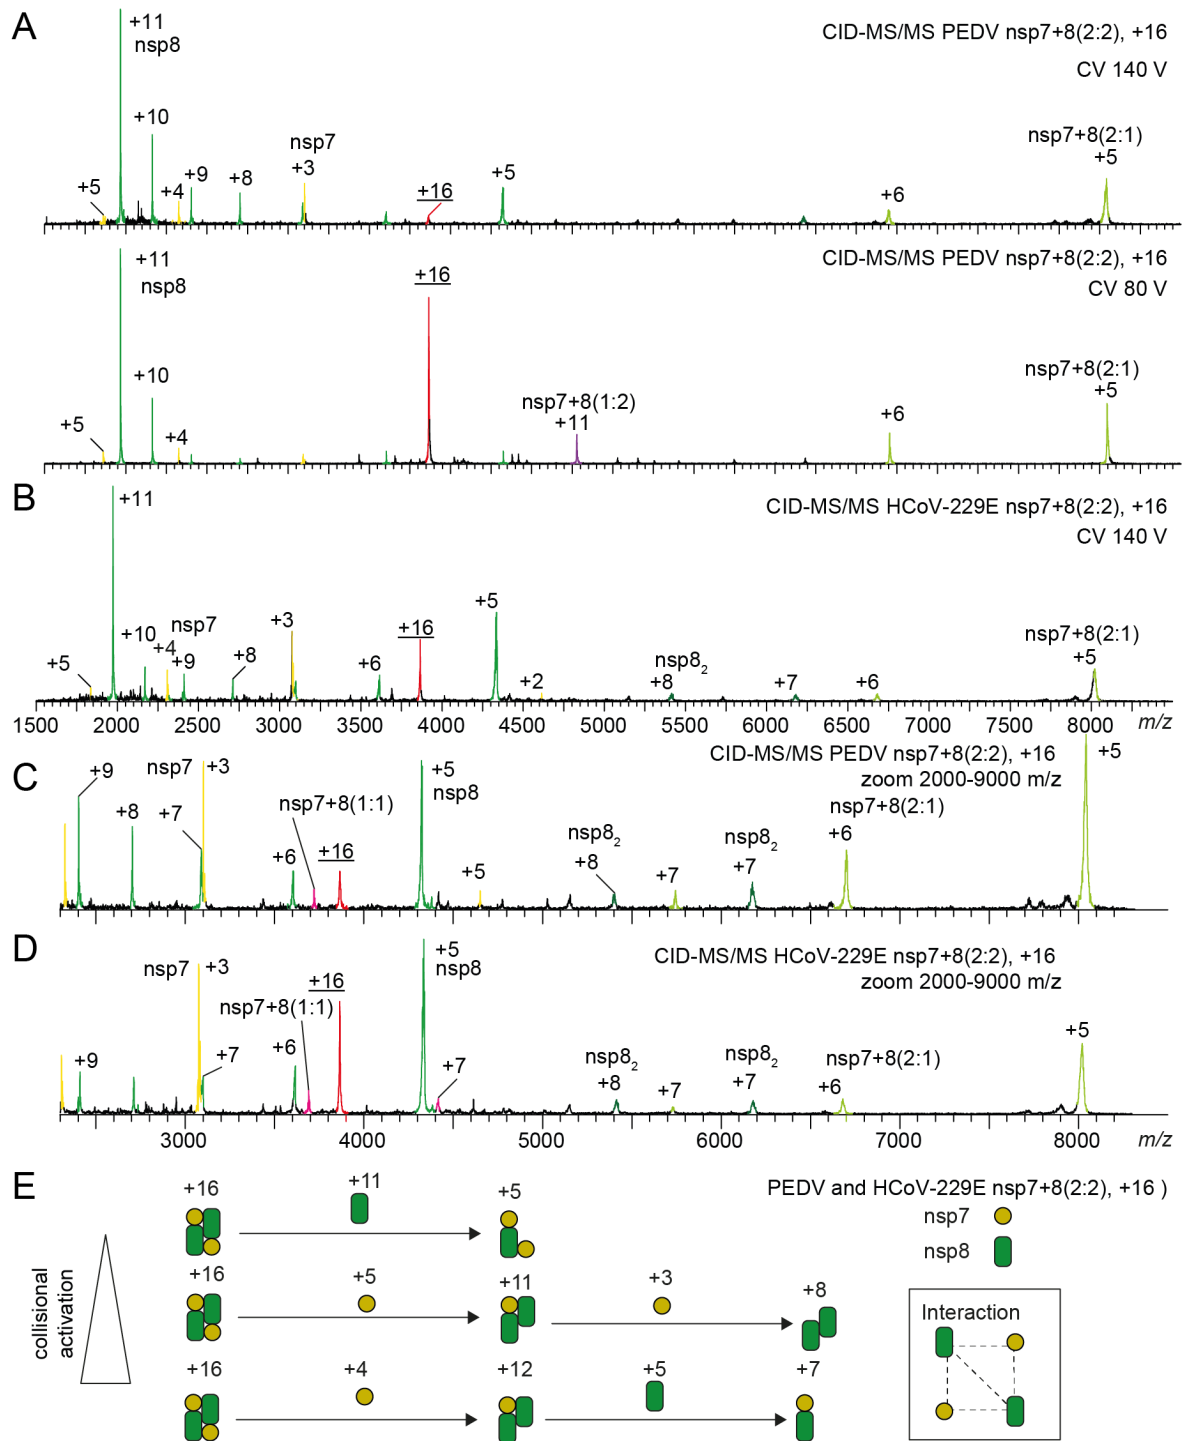 A
+11
nsp8
CID-MS/MS PEDV nsp7+8(2:2), +16
CV 140 V
+10
nsp7
+3
nsp7+8(2:1)
+5
+5
+4
+9
+8
+16
+5
+6
+11
nsp8
+16
CID-MS/MS PEDV nsp7+8(2:2), +16
CV 80 V
+10
nsp7+8(2:1)
+5
nsp7+8(1:2)
+11
+6
+5
+4
B
+11
CID-MS/MS HCoV-229E nsp7+8(2:2), +16
CV 140 V
+5
+3
nsp7
+16
nsp7+8(2:1)
+5
+10
+4
+9
+8
+5
+6
+2
nsp8₂
+8
+7
+6
1500 2000 2500 3000 3500 4000 4500 5000 5500 6000 6500 7000 7500 8000 m/z
C
CID-MS/MS PEDV nsp7+8(2:2), +16
zoom 2000-9000 m/z
+5
+9
nsp7
+3
+5
nsp8
+8
+7
nsp7+8(1:1)
nsp7+8(2:1)
+6
+6
+16
nsp8₂
+8
nsp8₂
+7
+5
+7
D
CID-MS/MS HCoV-229E nsp7+8(2:2), +16
zoom 2000-9000 m/z
+5
nsp8
nsp7
+3
+16
nsp7+8(1:1)
+5
+9
+7
+6
+7
nsp8₂
+8
nsp8₂
+7
nsp7+8(2:1)
+6
+7
3000 4000 5000 6000 7000 8000 m/z
E
PEDV and HCoV-229E nsp7+8(2:2), +16 )
+16
+11
+5
nsp7
nsp8
collisional
activation
+16
+5
+11
+3
+8
Interaction
+16
+4
+12
+5
+7